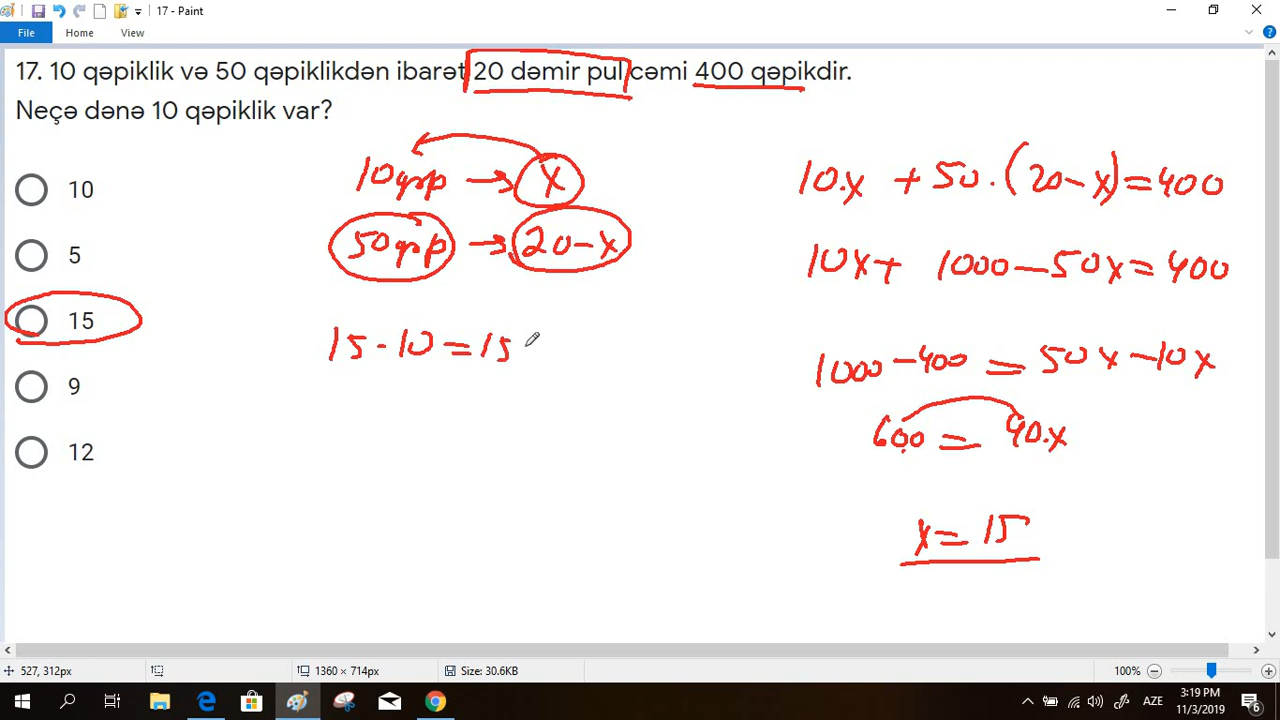 17 - Paint
File Home View
17. 10 qəpiklik və 50 qəpiklikdən ibarət 20 dəmir pul cəmi 400 qəpikdir.
Neçə dənə 10 qəpiklik var?
10
5
15
9
12
10qəp → x
50qəp → 20-x
15·10=15
10·x + 50·(20-x)=400
10x+ 1000-50x=400
1000-400=50x-10x
600=40·x
x=15
527, 312px
1360 × 714px
Size: 30.6KB
100%
AZE
3:19 PM
11/3/2019
6